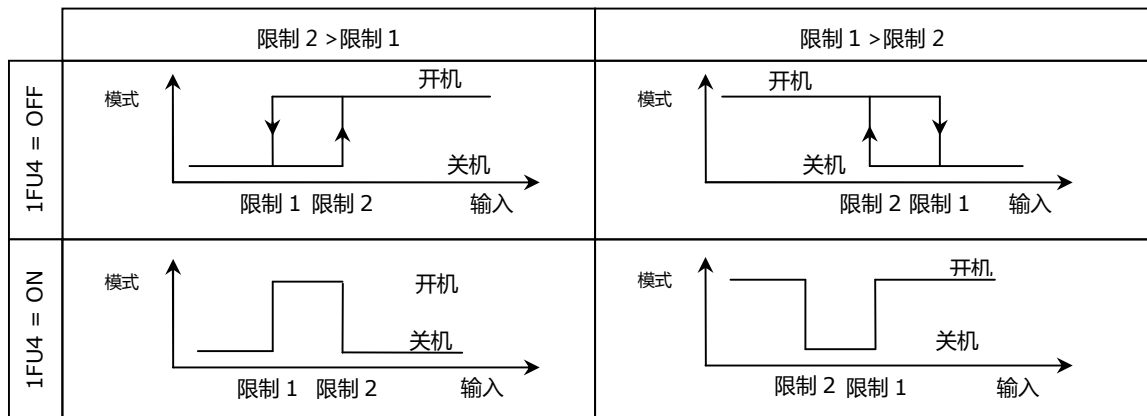 限制 2 >限制 1
限制 1 >限制 2
1FU4 = OFF
模式
开机
关机
限制 1 限制 2
输入
模式
开机
关机
限制 2 限制 1
输入
1FU4 = ON
模式
开机
关机
限制 1
限制 2
输入
模式
开机
关机
限制 2 限制 1
输入